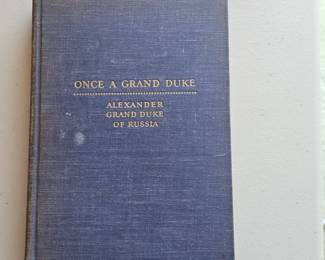 ONCE A GRAND DUKE
ALEXANDER
GRAND DUKE
OF RUSSIA